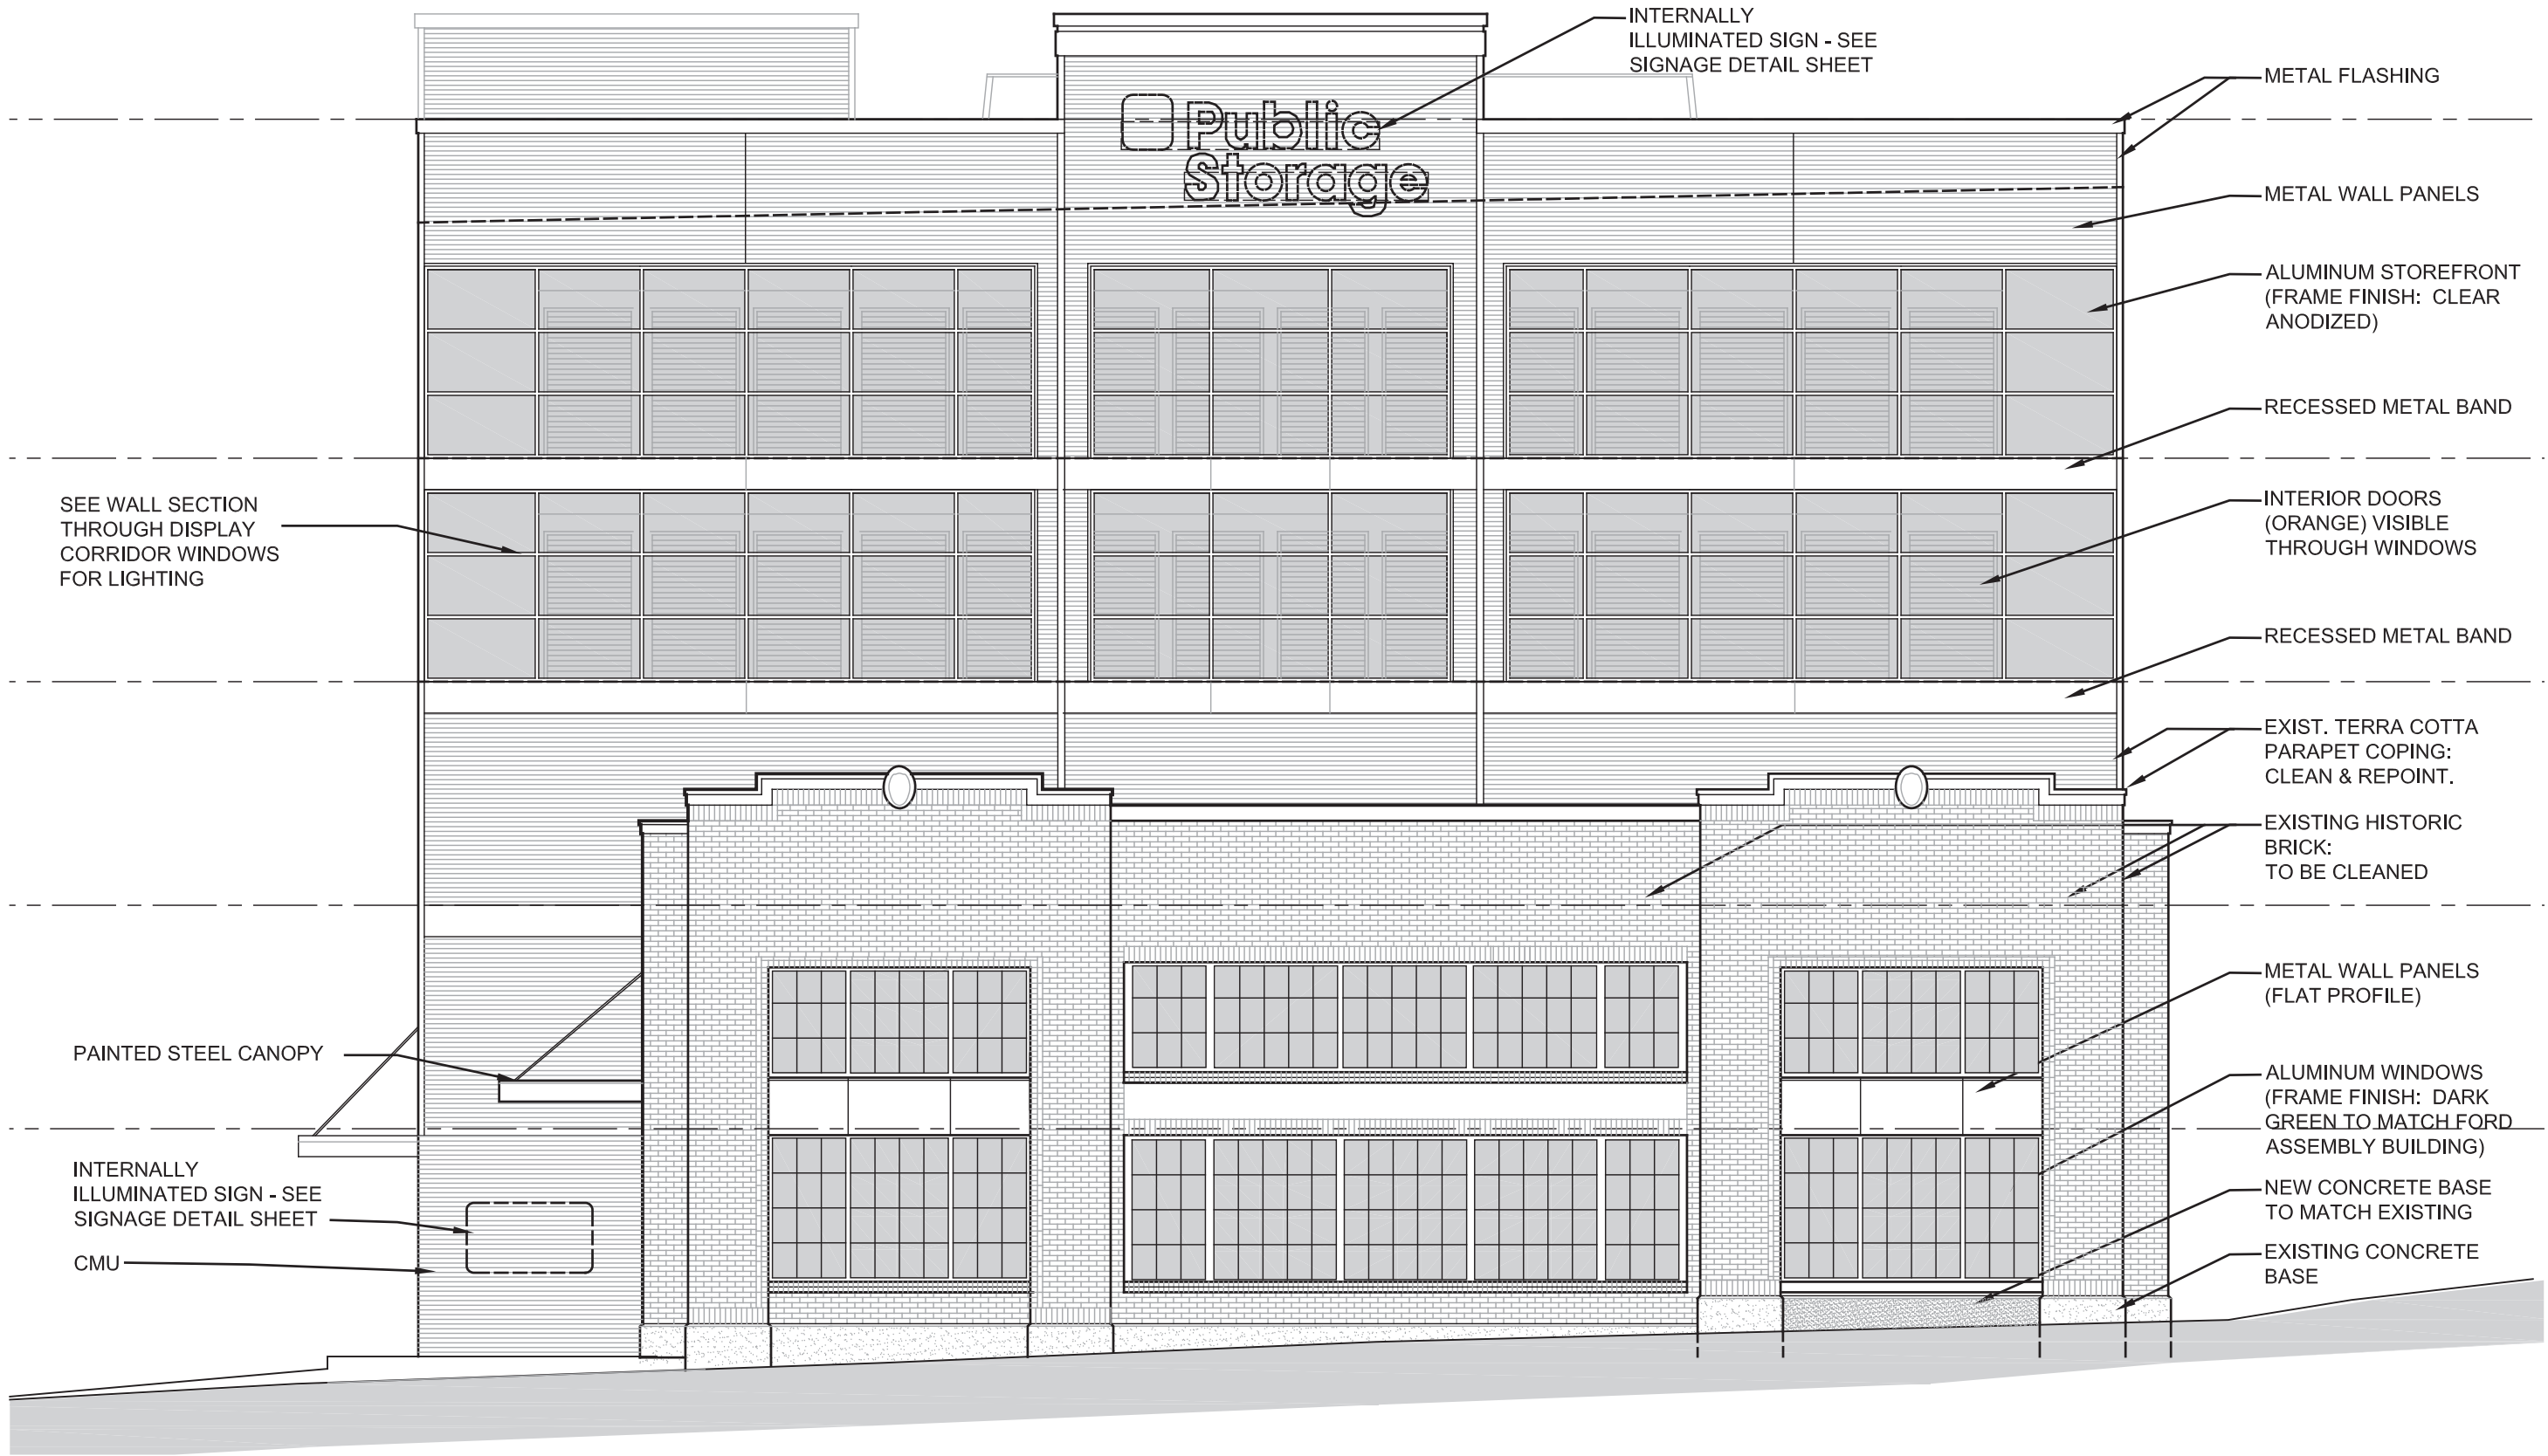 INTERNALLY
ILLUMINATED SIGN - SEE
SIGNAGE DETAIL SHEET
METAL FLASHING
Public
Storage
METAL WALL PANELS
ALUMINUM STOREFRONT
(FRAME FINISH: CLEAR
ANODIZED)
RECESSED METAL BAND
SEE WALL SECTION
THROUGH DISPLAY
CORRIDOR WINDOWS
FOR LIGHTING
INTERIOR DOORS
(ORANGE) VISIBLE
THROUGH WINDOWS
RECESSED METAL BAND
EXIST. TERRA COTTA
PARAPET COPING:
CLEAN & REPOINT.
EXISTING HISTORIC
BRICK:
TO BE CLEANED
METAL WALL PANELS
(FLAT PROFILE)
PAINTED STEEL CANOPY
ALUMINUM WINDOWS
(FRAME FINISH: DARK
GREEN TO MATCH FORD
ASSEMBLY BUILDING)
INTERNALLY
ILLUMINATED SIGN - SEE
SIGNAGE DETAIL SHEET
NEW CONCRETE BASE
TO MATCH EXISTING
CMU
EXISTING CONCRETE
BASE